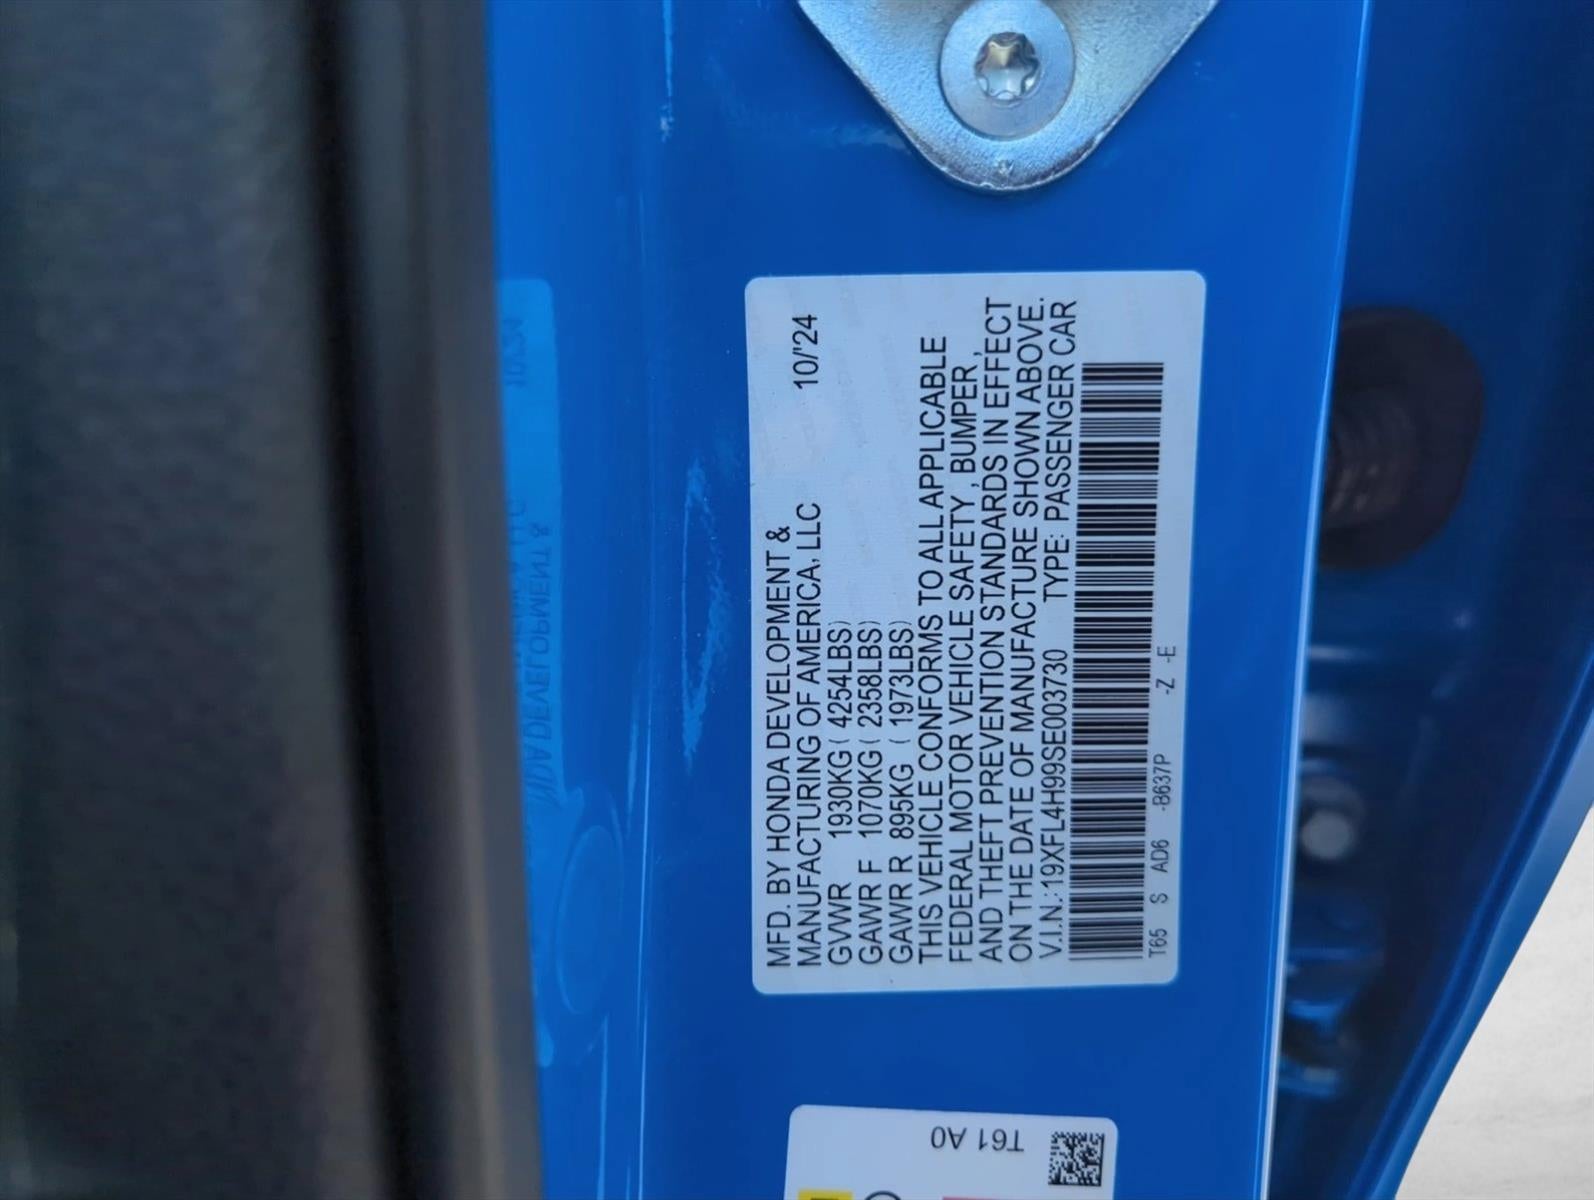 MFD. BY HONDA DEVELOPMENT & 10/'24
MANUFACTURING OF AMERICA, LLC
GVWR 1930KG ( 4254LBS)
GAWR F 1070KG ( 2358LBS)
GAWR R 895KG ( 1973LBS)
THIS VEHICLE CONFORMS TO ALL APPLICABLE
FEDERAL MOTOR VEHICLE SAFETY, BUMPER,
AND THEFT PREVENTION STANDARDS IN EFFECT
ON THE DATE OF MANUFACTURE SHOWN ABOVE.
V.I.N.:19XFL4H99SE003730 TYPE: PASSENGER CAR
T65 S AD6 -B637P -Z -E
T61 A0